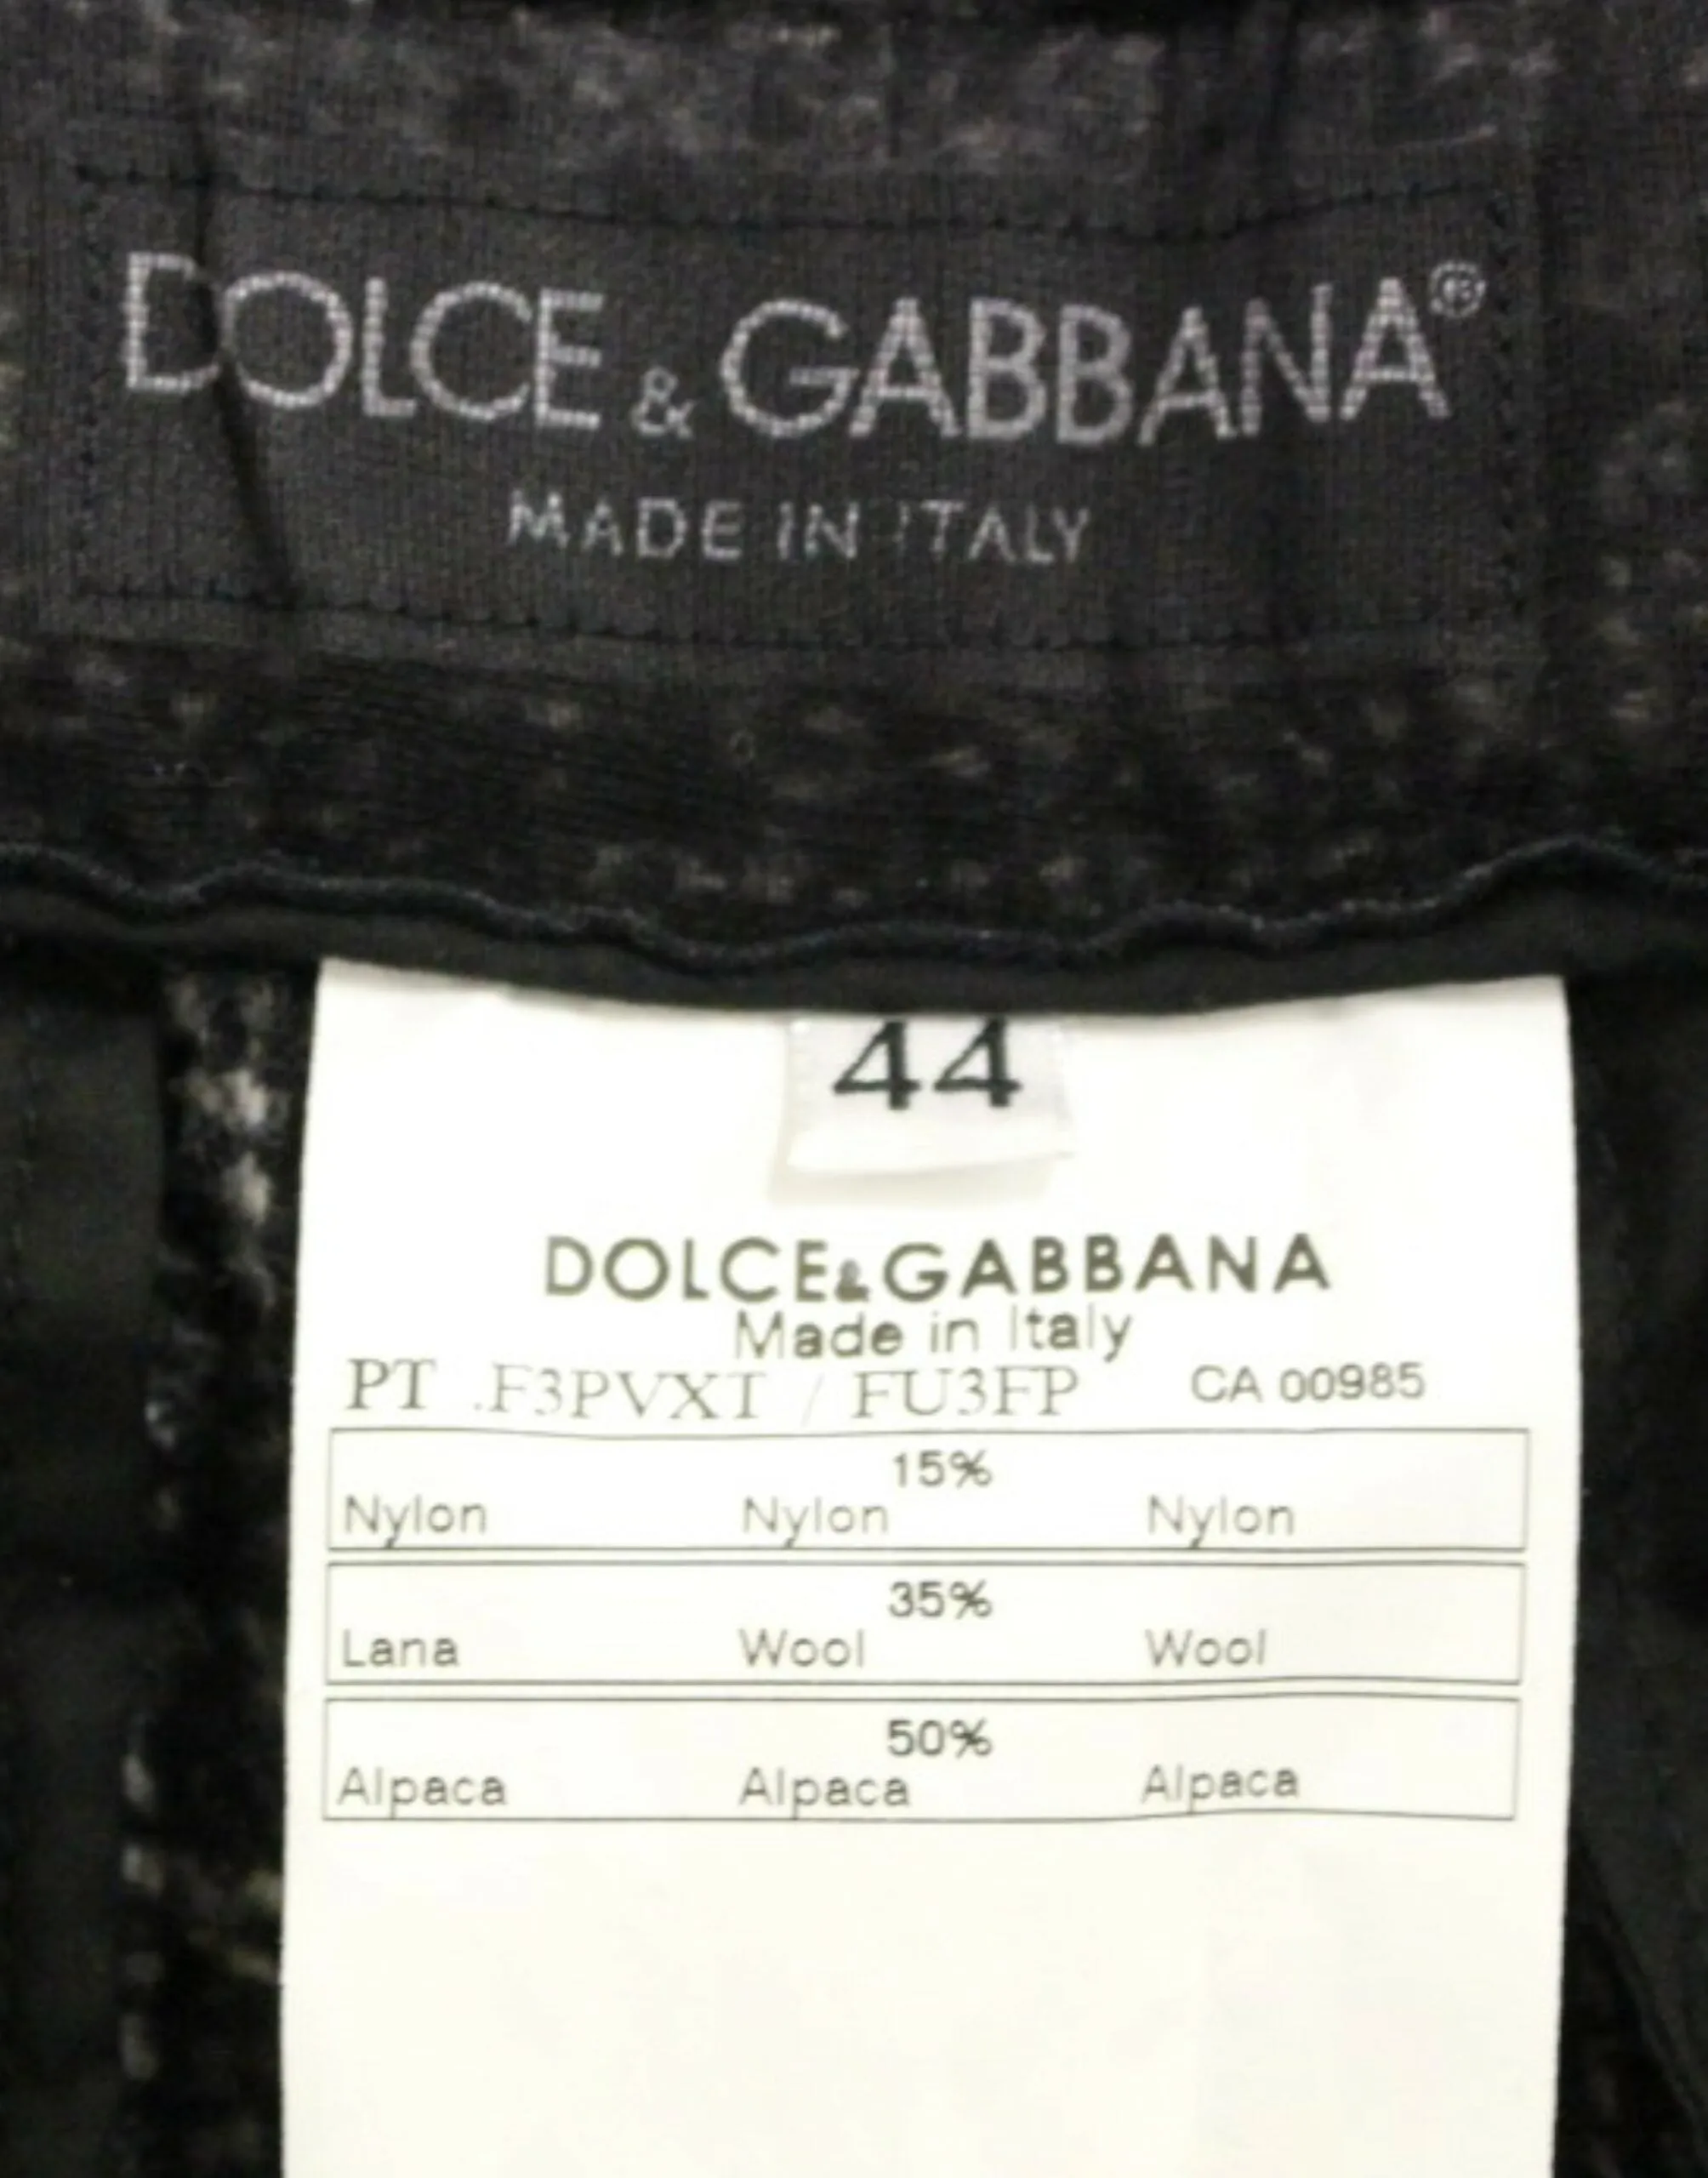 DOLCE & GABBANA®
MADE IN ITALY
44
DOLCE&GABBANA
Made in Italy
PT .F3PVXT / FU3FP CA 00985
15%
Nylon Nylon Nylon
35%
Lana Wool Wool
50%
Alpaca Alpaca Alpaca